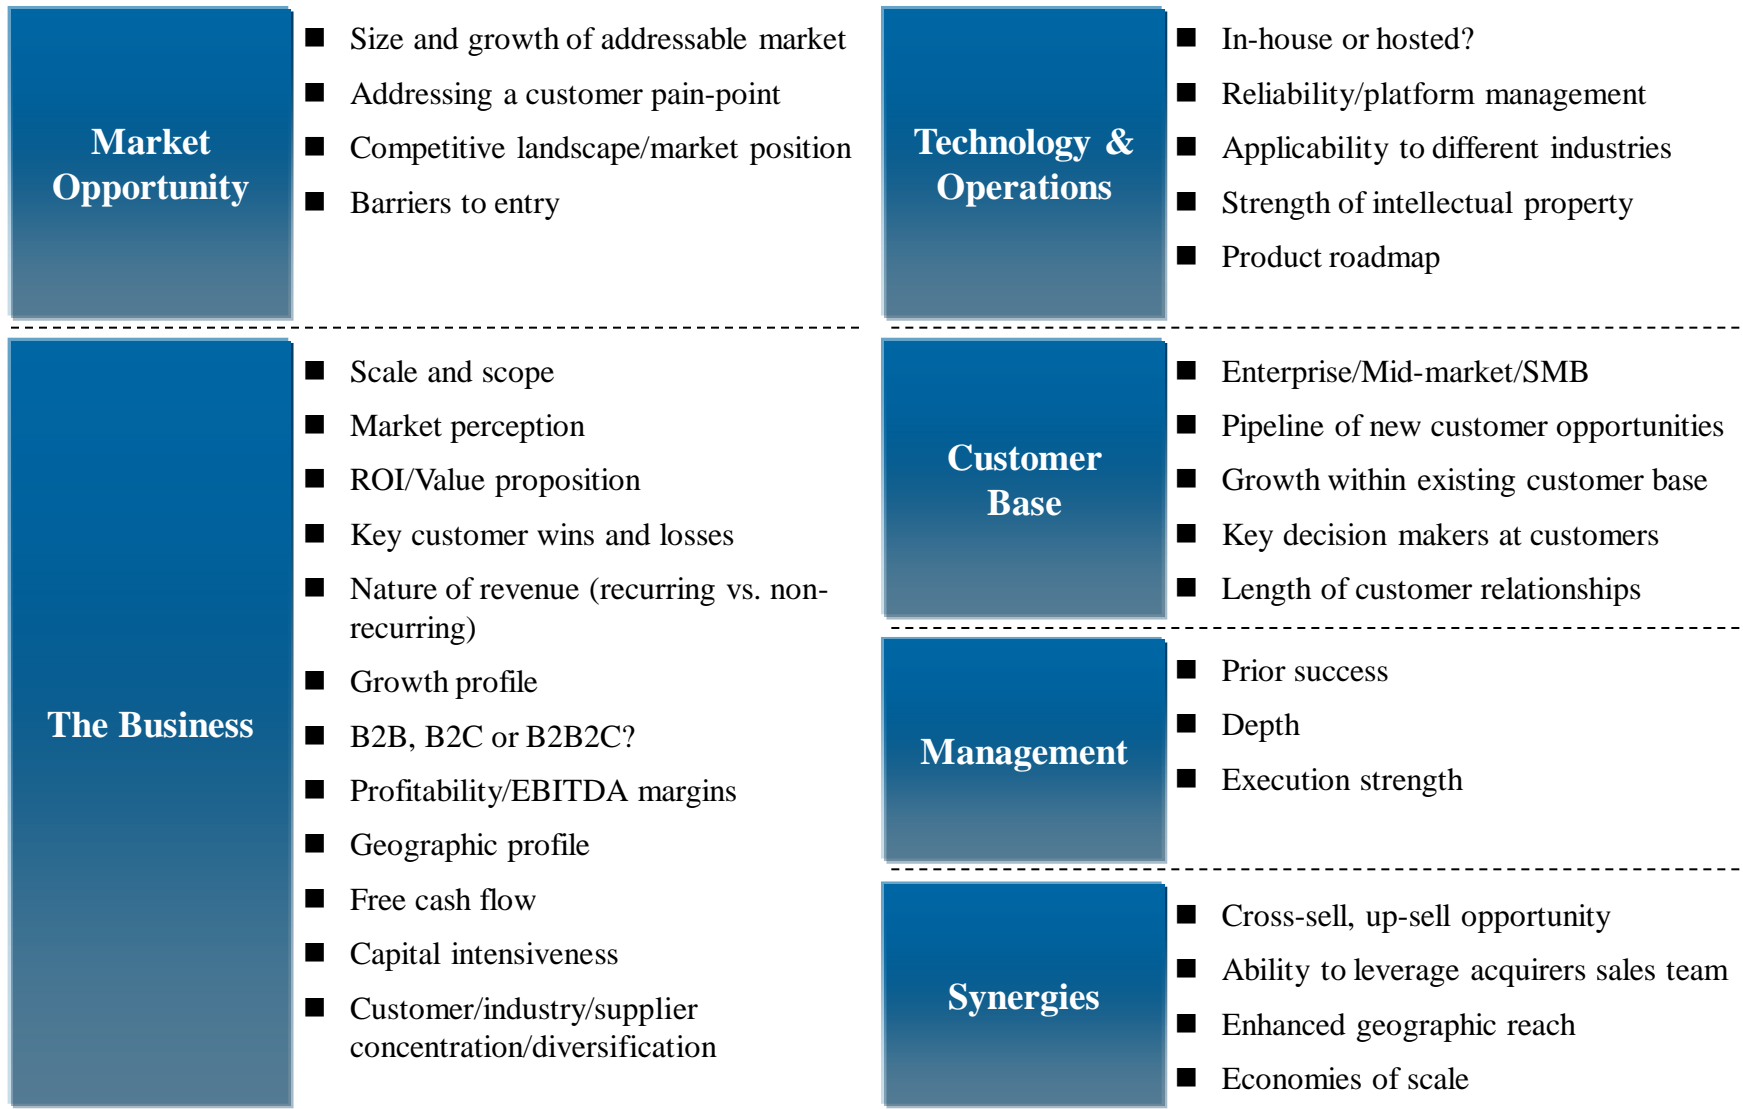 Market
Opportunity
Size and growth of addressable market
Addressing a customer pain-point
Competitive landscape/market position
Barriers to entry
The Business
Scale and scope
Market perception
ROI/Value proposition
Key customer wins and losses
Nature of revenue (recurring vs. non-
recurring)
Growth profile
B2B, B2C or B2B2C?
Profitability/EBITDA margins
Geographic profile
Free cash flow
Capital intensiveness
Customer/industry/supplier
concentration/diversification
Technology &
Operations
In-house or hosted?
Reliability/platform management
Applicability to different industries
Strength of intellectual property
Product roadmap
Customer
Base
Enterprise/Mid-market/SMB
Pipeline of new customer opportunities
Growth within existing customer base
Key decision makers at customers
Length of customer relationships
Management
Prior success
Depth
Execution strength
Synergies
Cross-sell, up-sell opportunity
Ability to leverage acquirers sales team
Enhanced geographic reach
Economies of scale